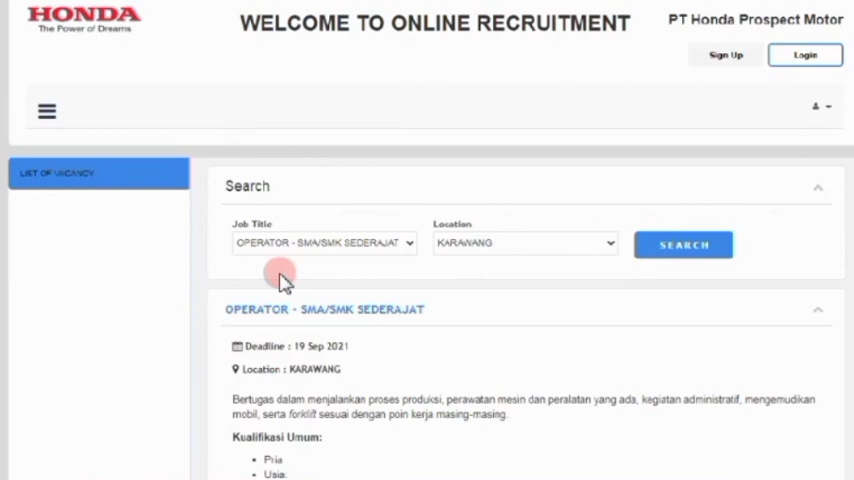 HONDA
The Power of Dreams
WELCOME TO ONLINE RECRUITMENT
PT Honda Prospect Motor
Sign Up
Login
LIST OF VACANCY
Search
Job Title
Location
OPERATOR - SMA/SMK SEDERAJAT
KARAWANG
SEARCH
OPERATOR - SMA/SMK SEDERAJAT
Deadline : 19 Sep 2021
Location : KARAWANG
Bertugas dalam menjalankan proses produksi, perawatan mesin dan peralatan yang ada, kegiatan administratif, mengemudikan
mobil, serta forklift sesuai dengan poin kerja masing-masing.
Kualifikasi Umum:
• Pria
• Usia: